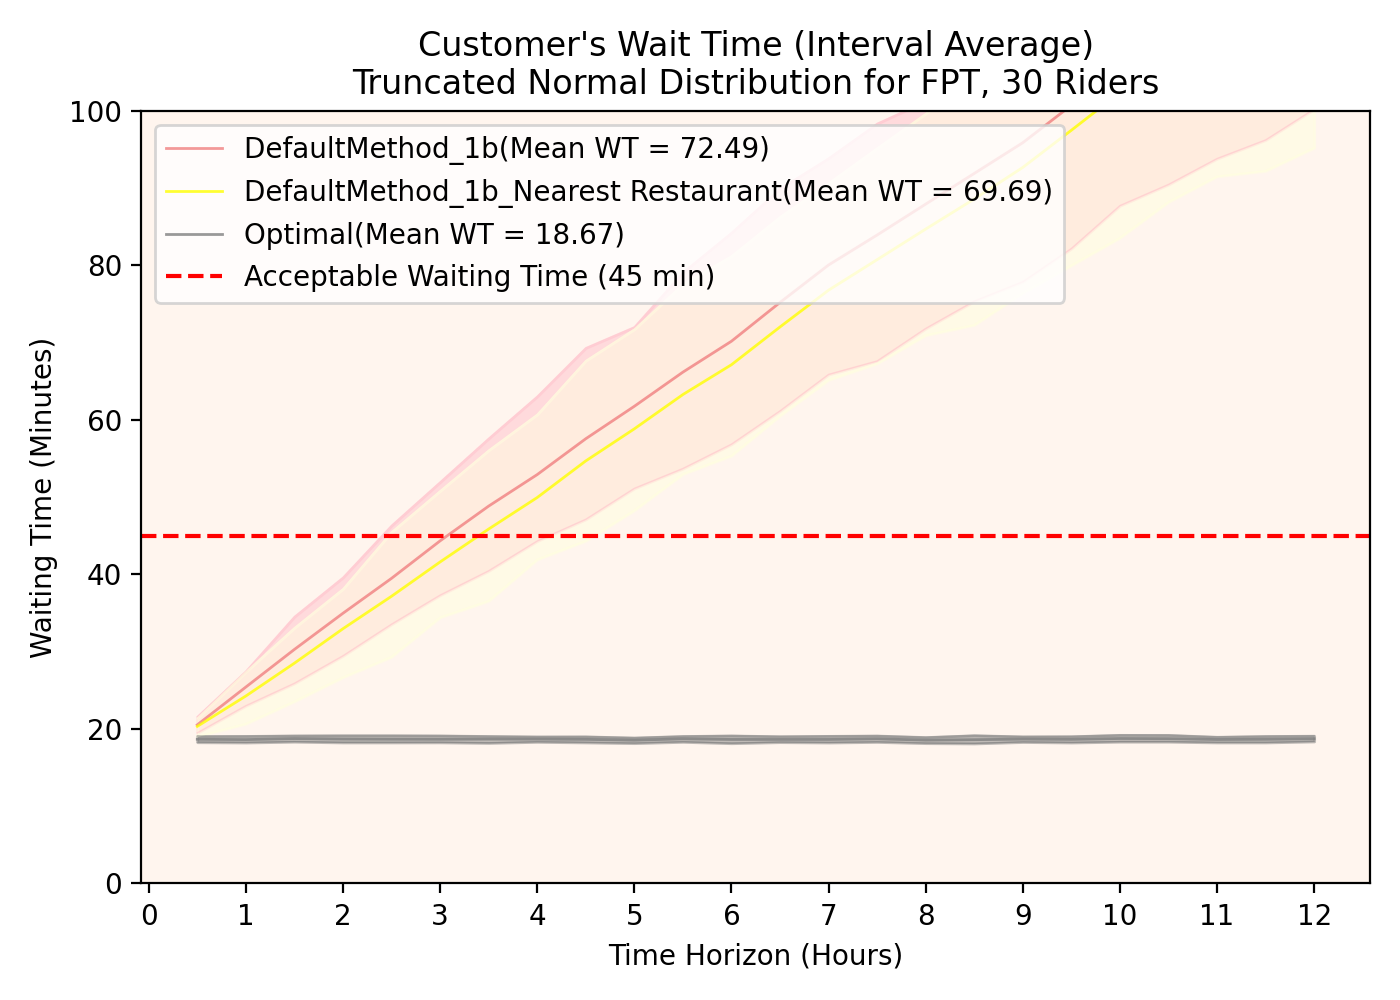 Customer's Wait Time (Interval Average)
Truncated Normal Distribution for FPT, 30 Riders
100
80
60
40
20
0
Waiting Time (Minutes)
DefaultMethod_1b(Mean WT = 72.49)
DefaultMethod_1b_Nearest Restaurant(Mean WT = 69.69)
Optimal(Mean WT = 18.67)
Acceptable Waiting Time (45 min)
0 1 2 3 4 5 6 7 8 9 10 11 12
Time Horizon (Hours)